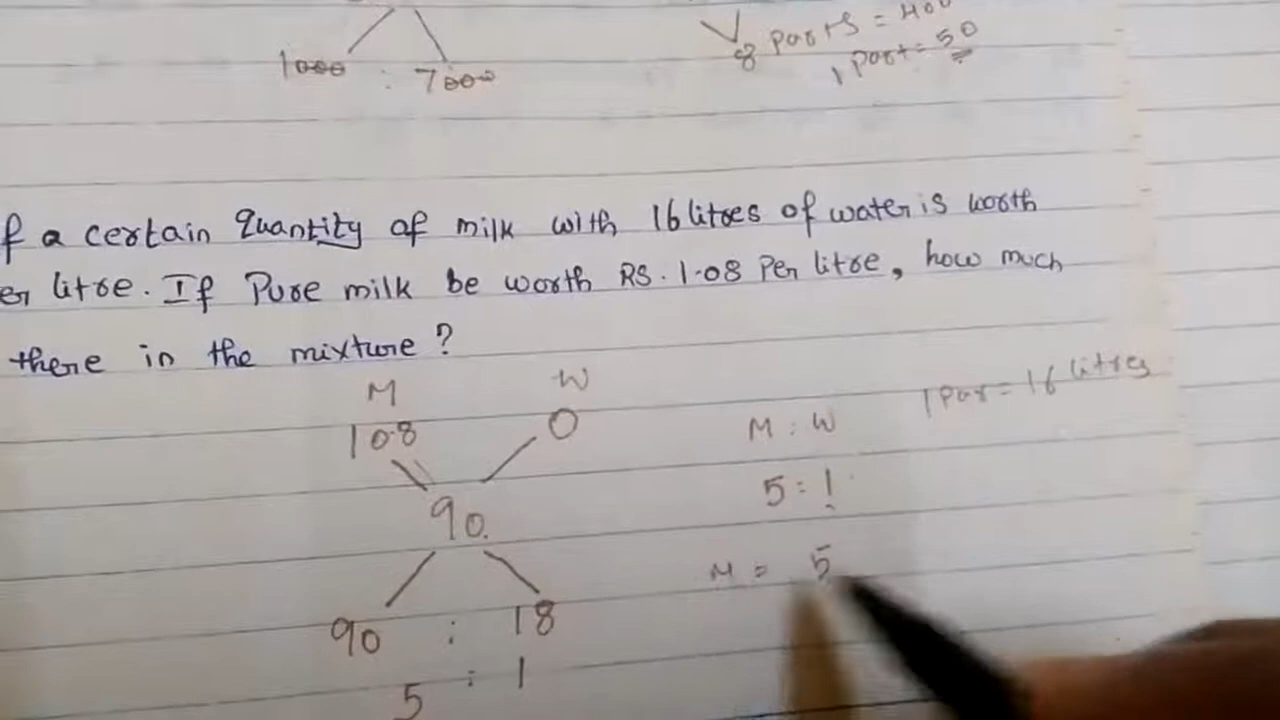 8 parts = 400
1000 : 7000
1 part = 50
f a certain Quantity of milk with 16 litres of water is worth
er litre. If Pure milk be worth RS. 1.08 Per litre, how much
there in the mixture ?
M W
108 0
M : W
1 Par = 16 litres
90
5 : 1
M = 5
90 : 18
5 : 1